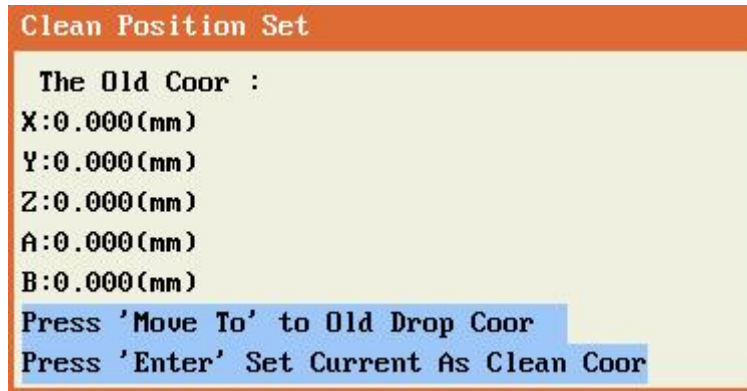 Clean Position Set
The Old Coor :
X:0.000(mm)
Y:0.000(mm)
Z:0.000(mm)
A:0.000(mm)
B:0.000(mm)
Press 'Move To' to Old Drop Coor
Press 'Enter' Set Current As Clean Coor